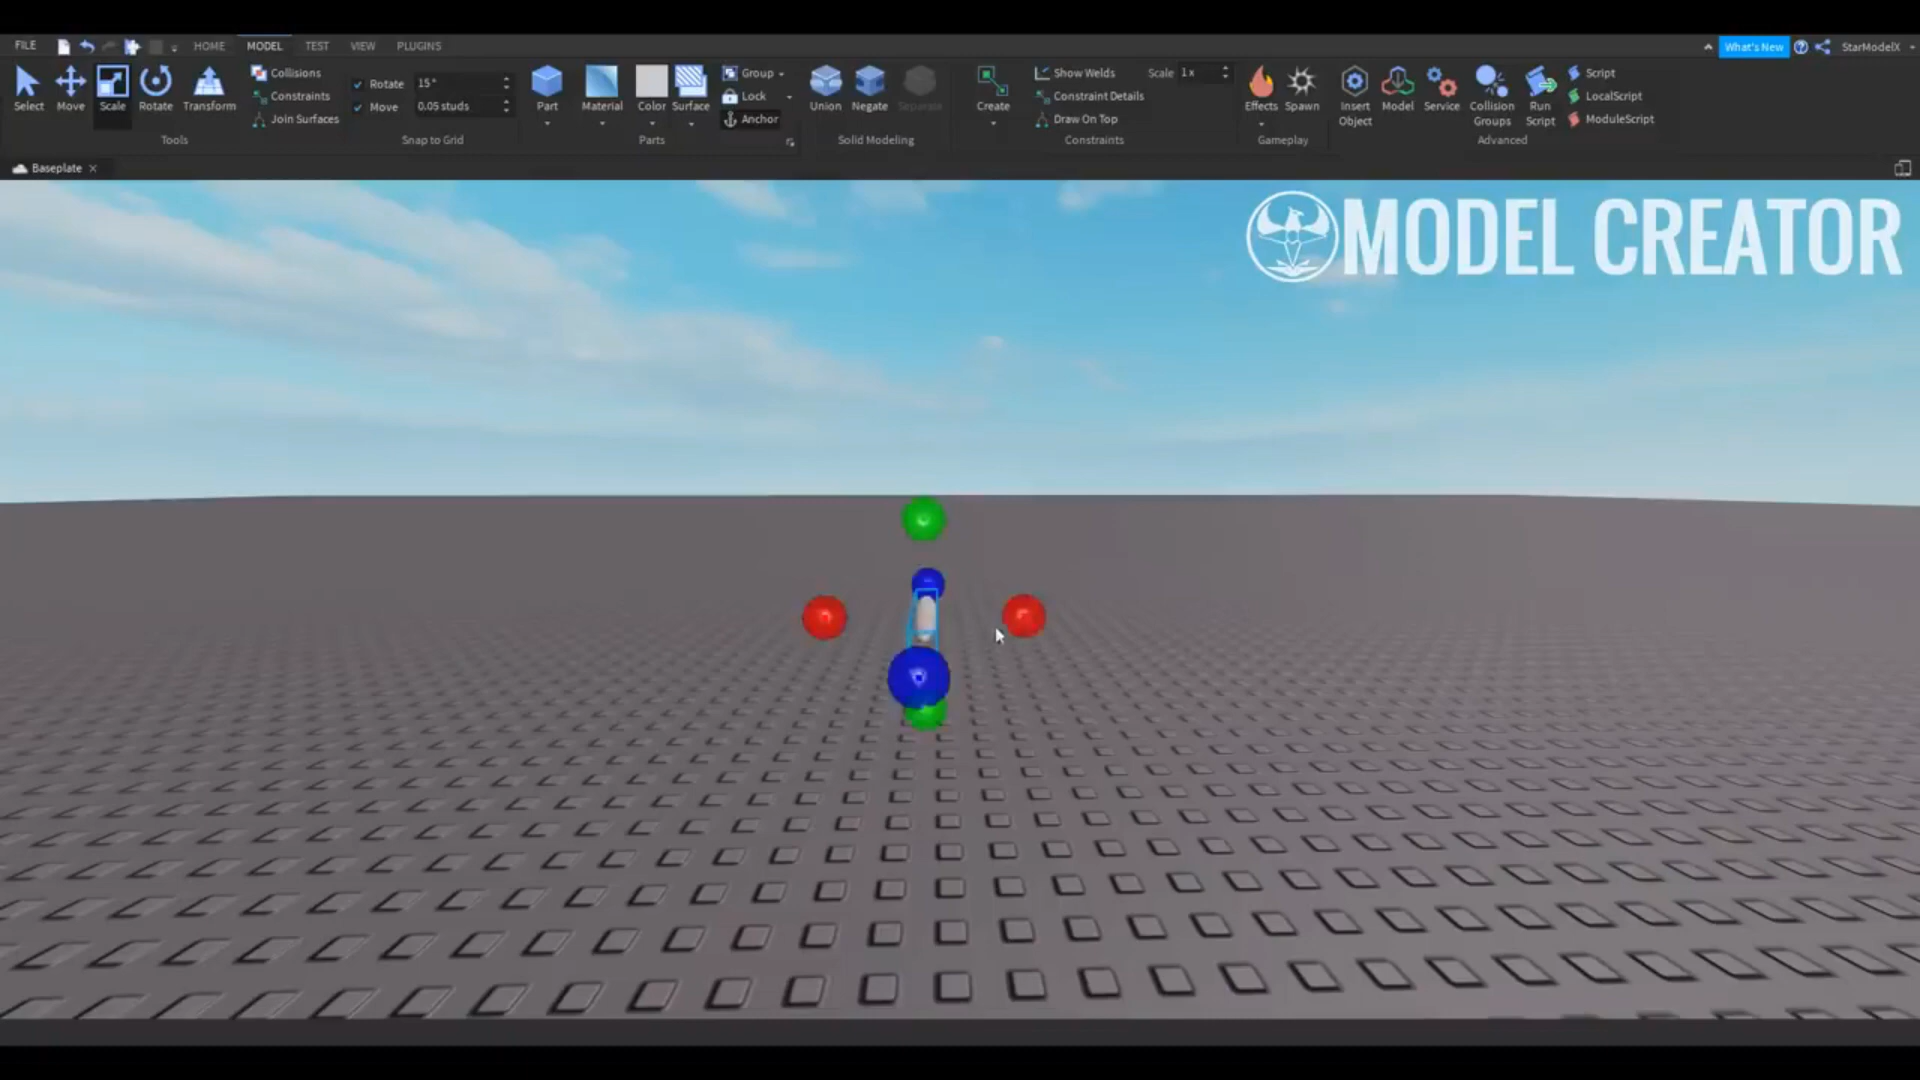 FILE HOME MODEL TEST VIEW PLUGINS What's New StarModelX
Select Move Scale Rotate Transform
Collisions
Constraints
Join Surfaces
Tools
Rotate 15°
Move 0.05 studs
Snap to Grid
Part Material Color Surface
Group
Lock
Anchor
Parts
Union Negate Separate
Solid Modeling
Create
Show Welds
Constraint Details
Draw On Top
Scale 1x
Constraints
Effects Spawn
Gameplay
Insert Object
Model
Service
Collision Groups
Run Script
Script
LocalScript
ModuleScript
Advanced
Baseplate
MODEL CREATOR